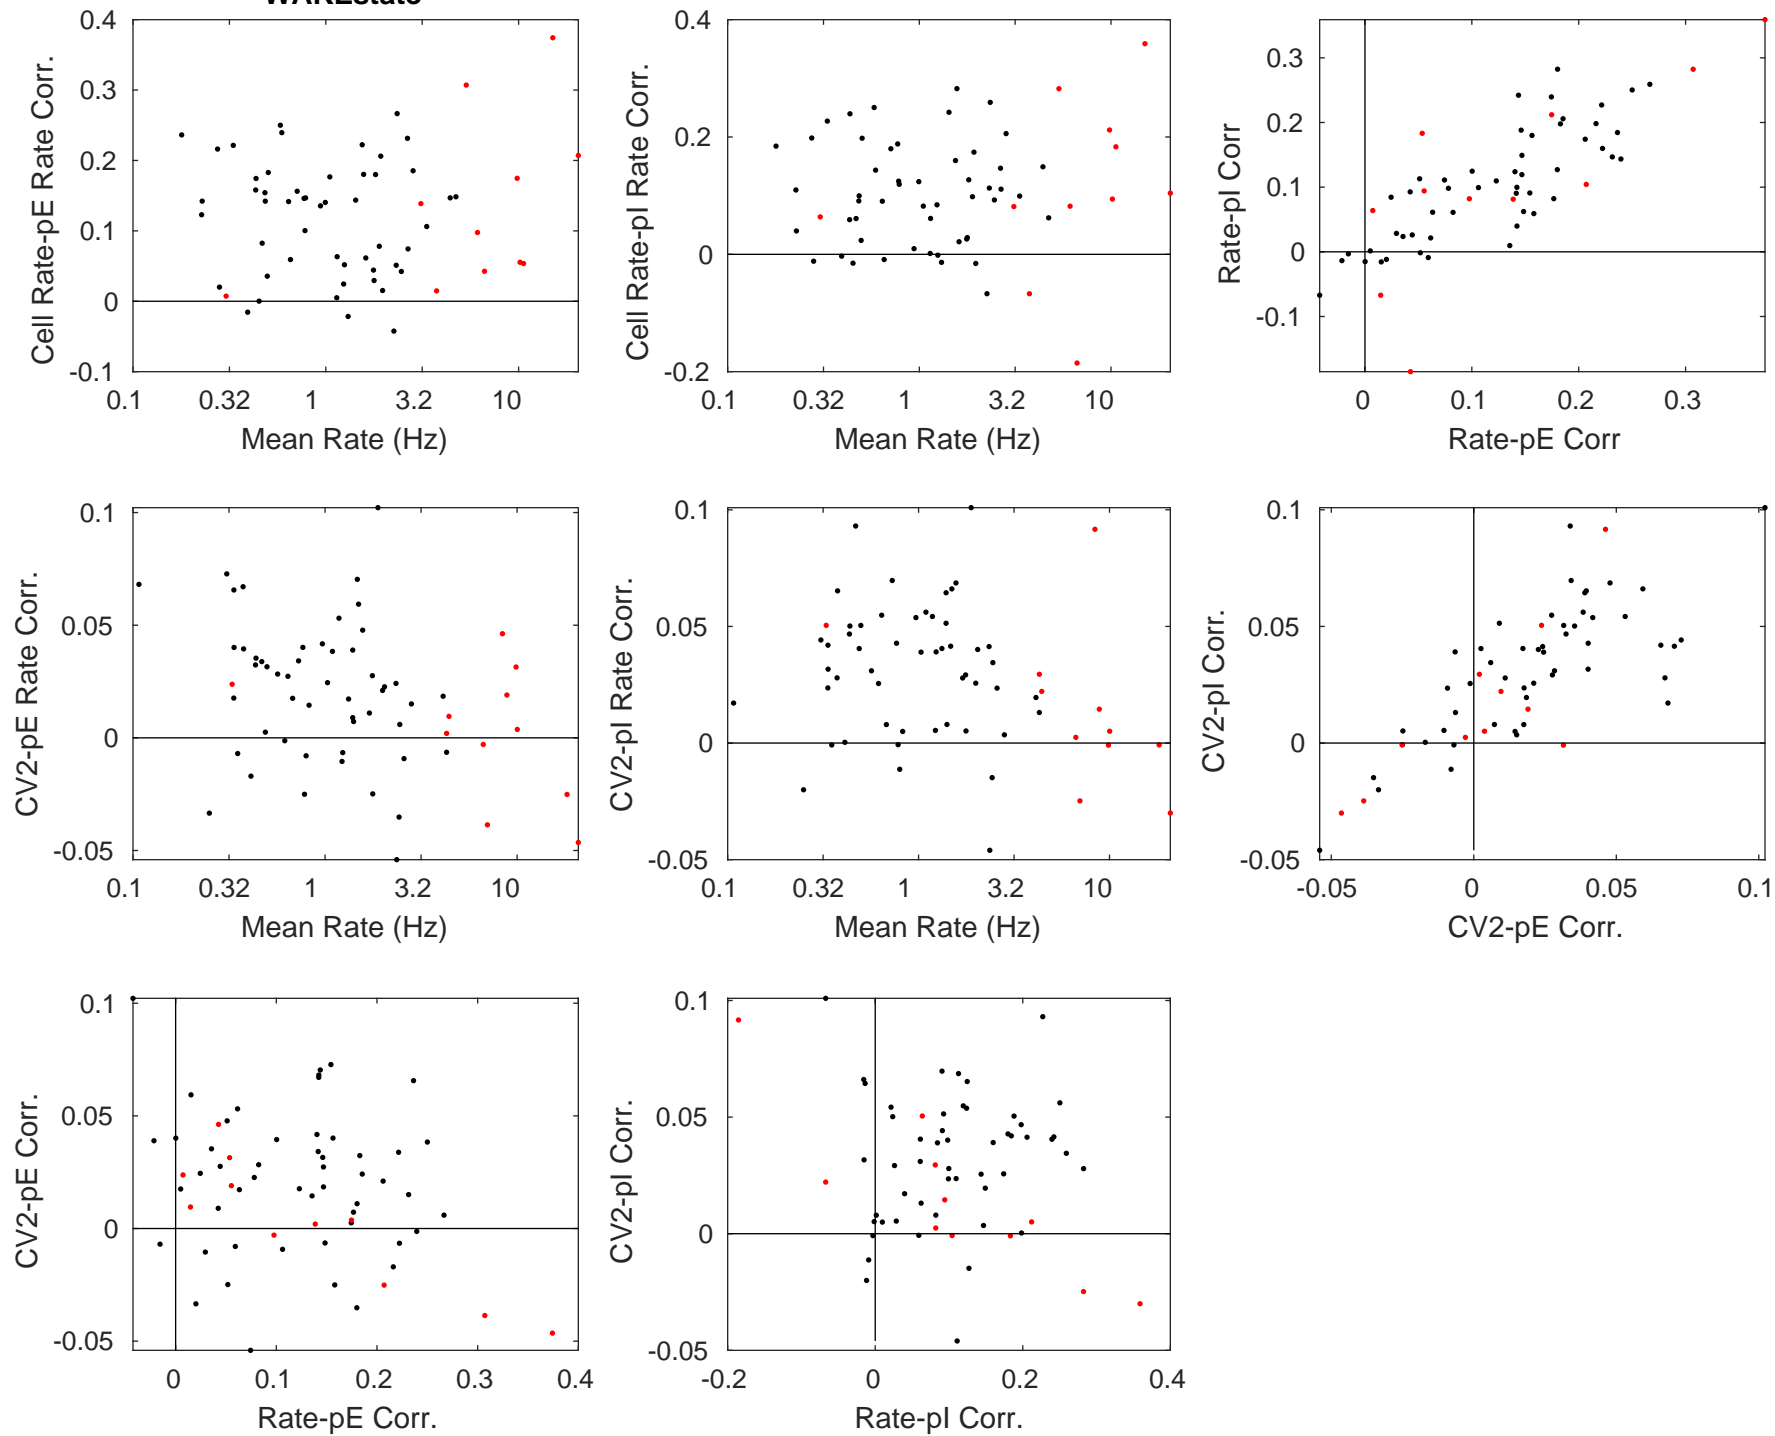 WAKEstate
0.4
0.3
0.2
0.1
0
-0.1
Cell Rate-pE Rate Corr.
0.1 0.32 1 3.2 10
Mean Rate (Hz)
0.4
0.2
0
-0.2
Cell Rate-pI Rate Corr.
0.1 0.32 1 3.2 10
Mean Rate (Hz)
0.3
0.2
0.1
0
-0.1
Rate-pI Corr
0 0.1 0.2 0.3
Rate-pE Corr
0.1
0.05
0
-0.05
CV2-pE Rate Corr.
0.1 0.32 1 3.2 10
Mean Rate (Hz)
0.1
0.05
0
-0.05
CV2-pI Rate Corr.
0.1 0.32 1 3.2 10
Mean Rate (Hz)
0.1
0.05
0
-0.05
CV2-pI Corr.
-0.05 0 0.05 0.1
CV2-pE Corr.
0.1
0.05
0
-0.05
CV2-pE Corr.
0 0.1 0.2 0.3 0.4
Rate-pE Corr.
0.1
0.05
0
-0.05
CV2-pI Corr.
-0.2 0 0.2 0.4
Rate-pI Corr.